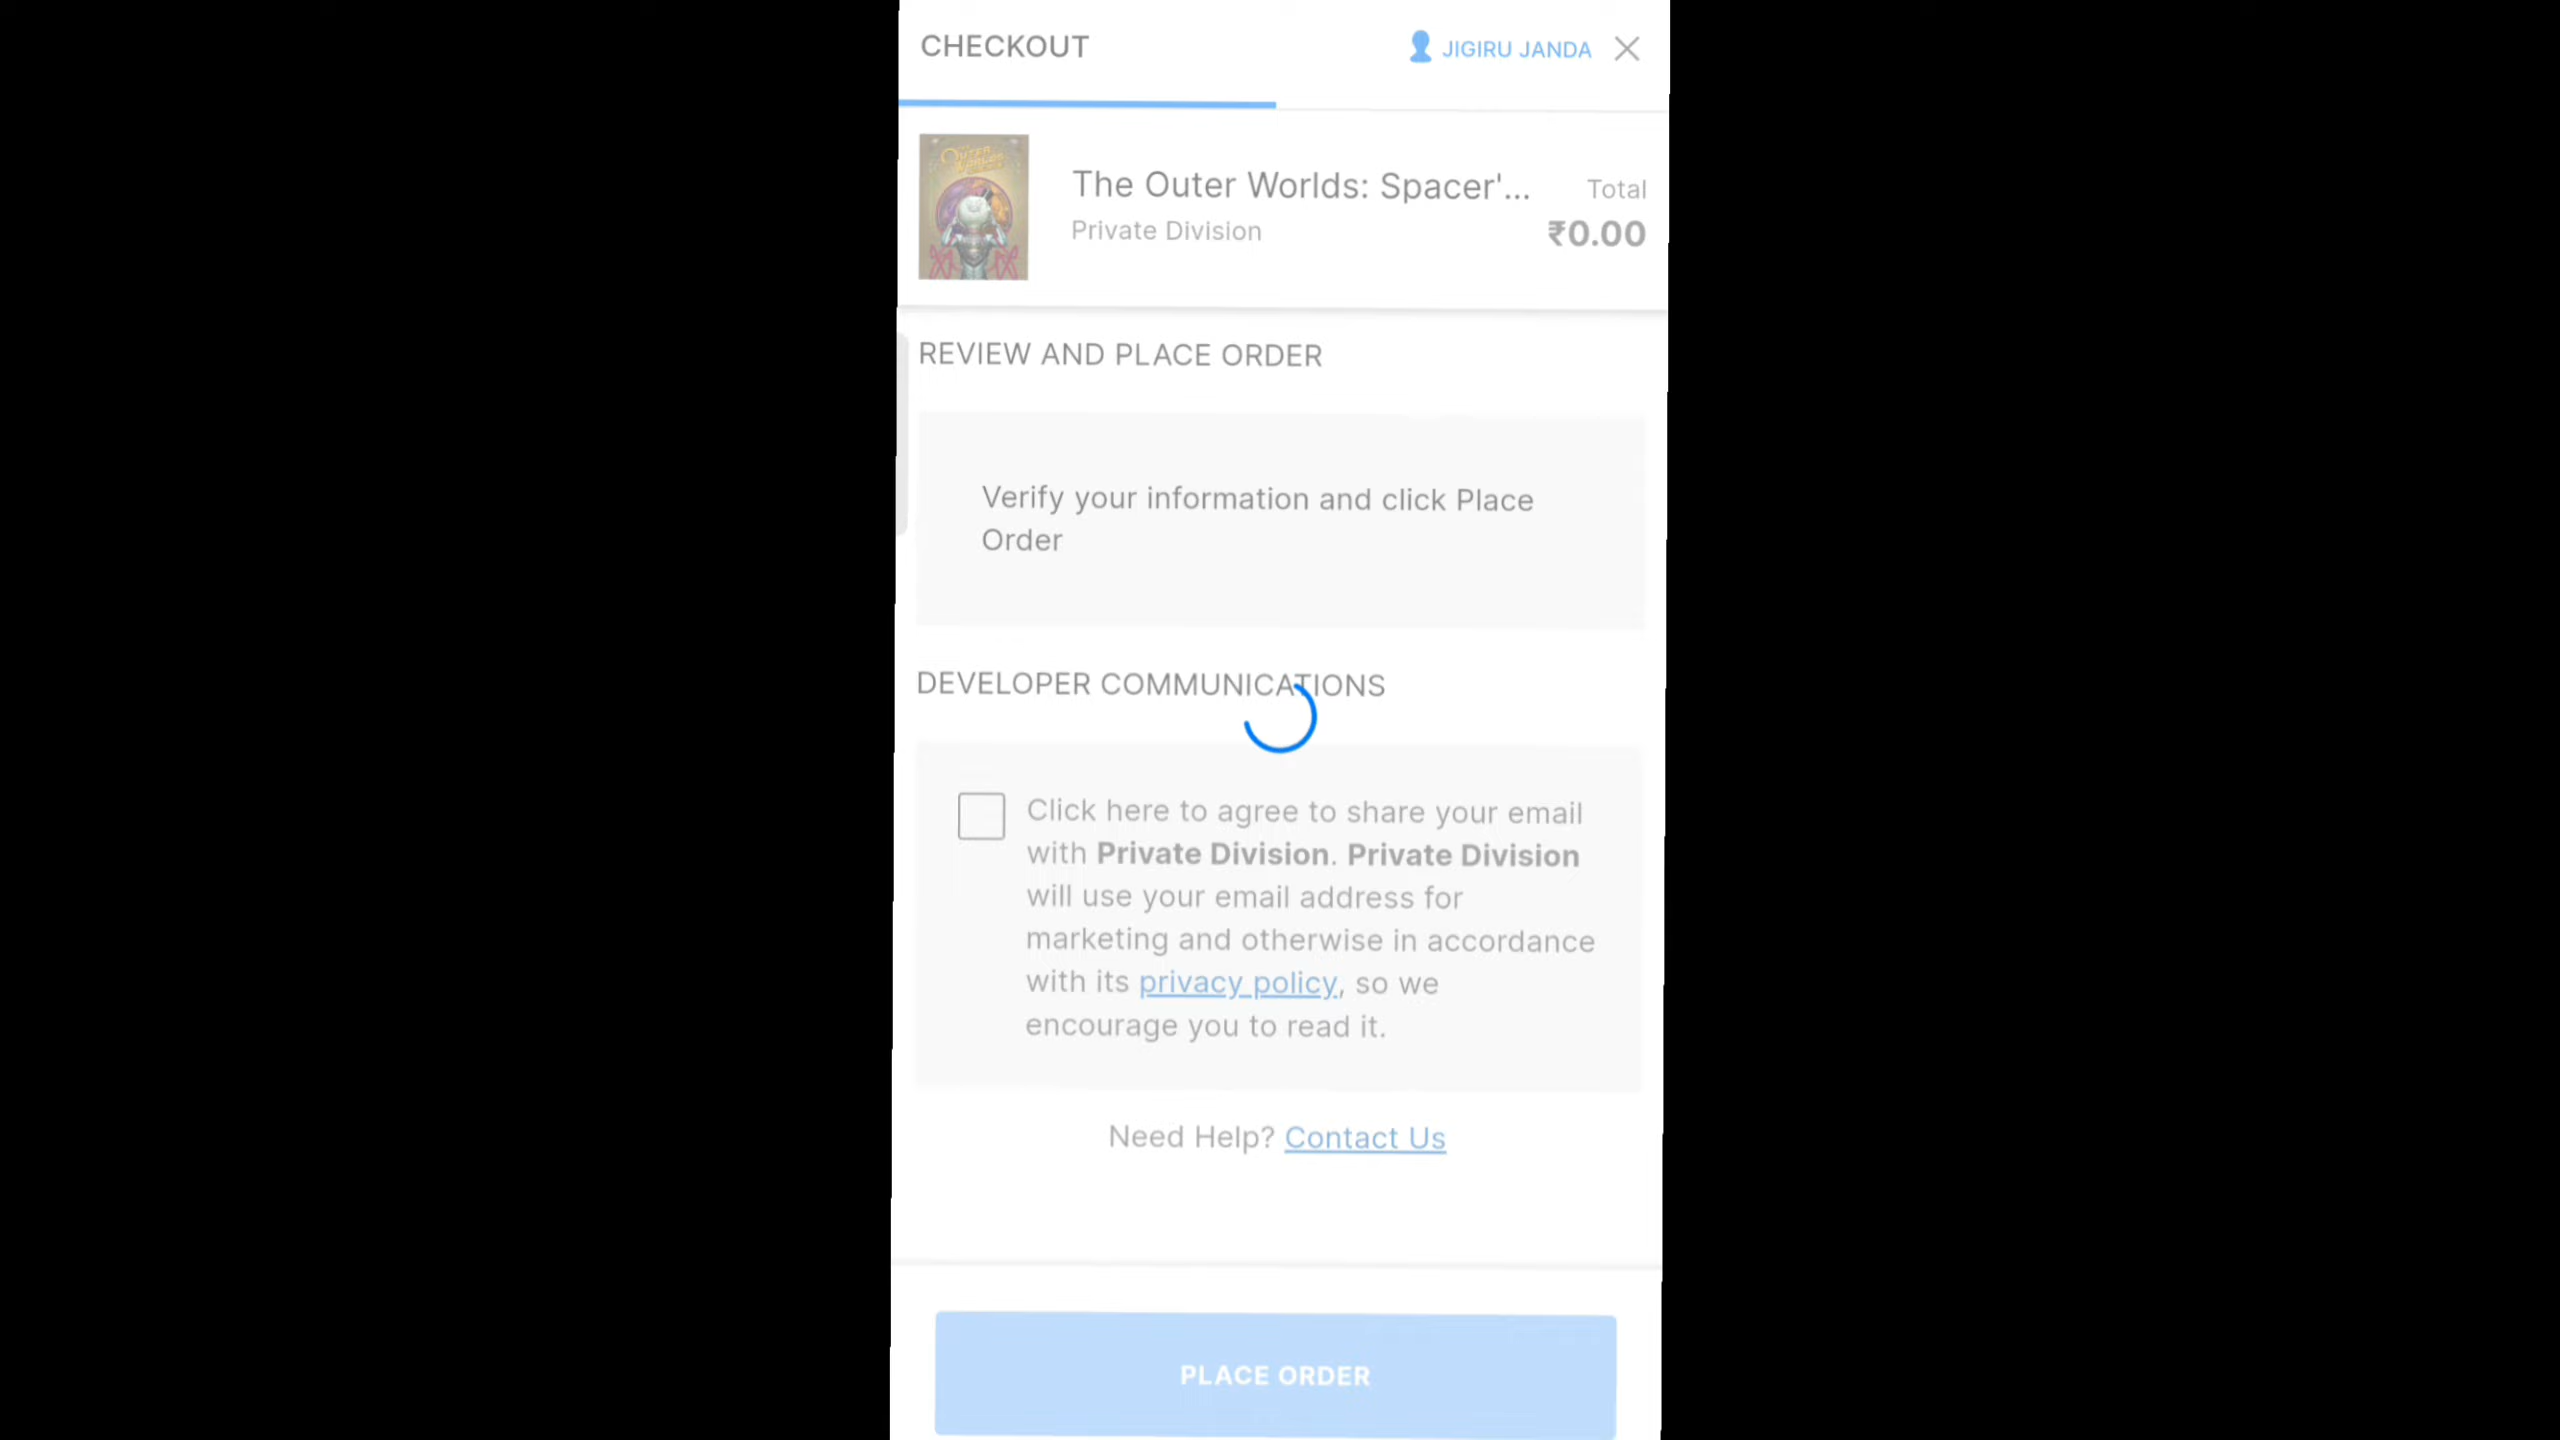 CHECKOUT
JIGIRU JANDA
OUTER
WORLDS
The Outer Worlds: Spacer'...
Total
Private Division
₹0.00
REVIEW AND PLACE ORDER
Verify your information and click Place
Order
DEVELOPER COMMUNICATIONS
Click here to agree to share your email
with Private Division. Private Division
will use your email address for
marketing and otherwise in accordance
with its privacy policy, so we
encourage you to read it.
Need Help? Contact Us
PLACE ORDER